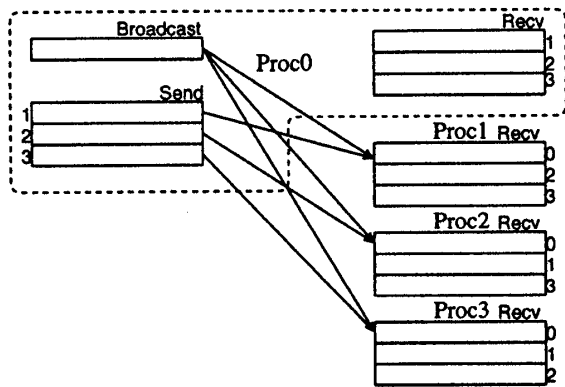 Broadcast
Recv
1
2
3
Proc0
Send
1
2
3
Proc1 Recv
0
2
3
Proc2 Recv
0
1
3
Proc3 Recv
0
1
2